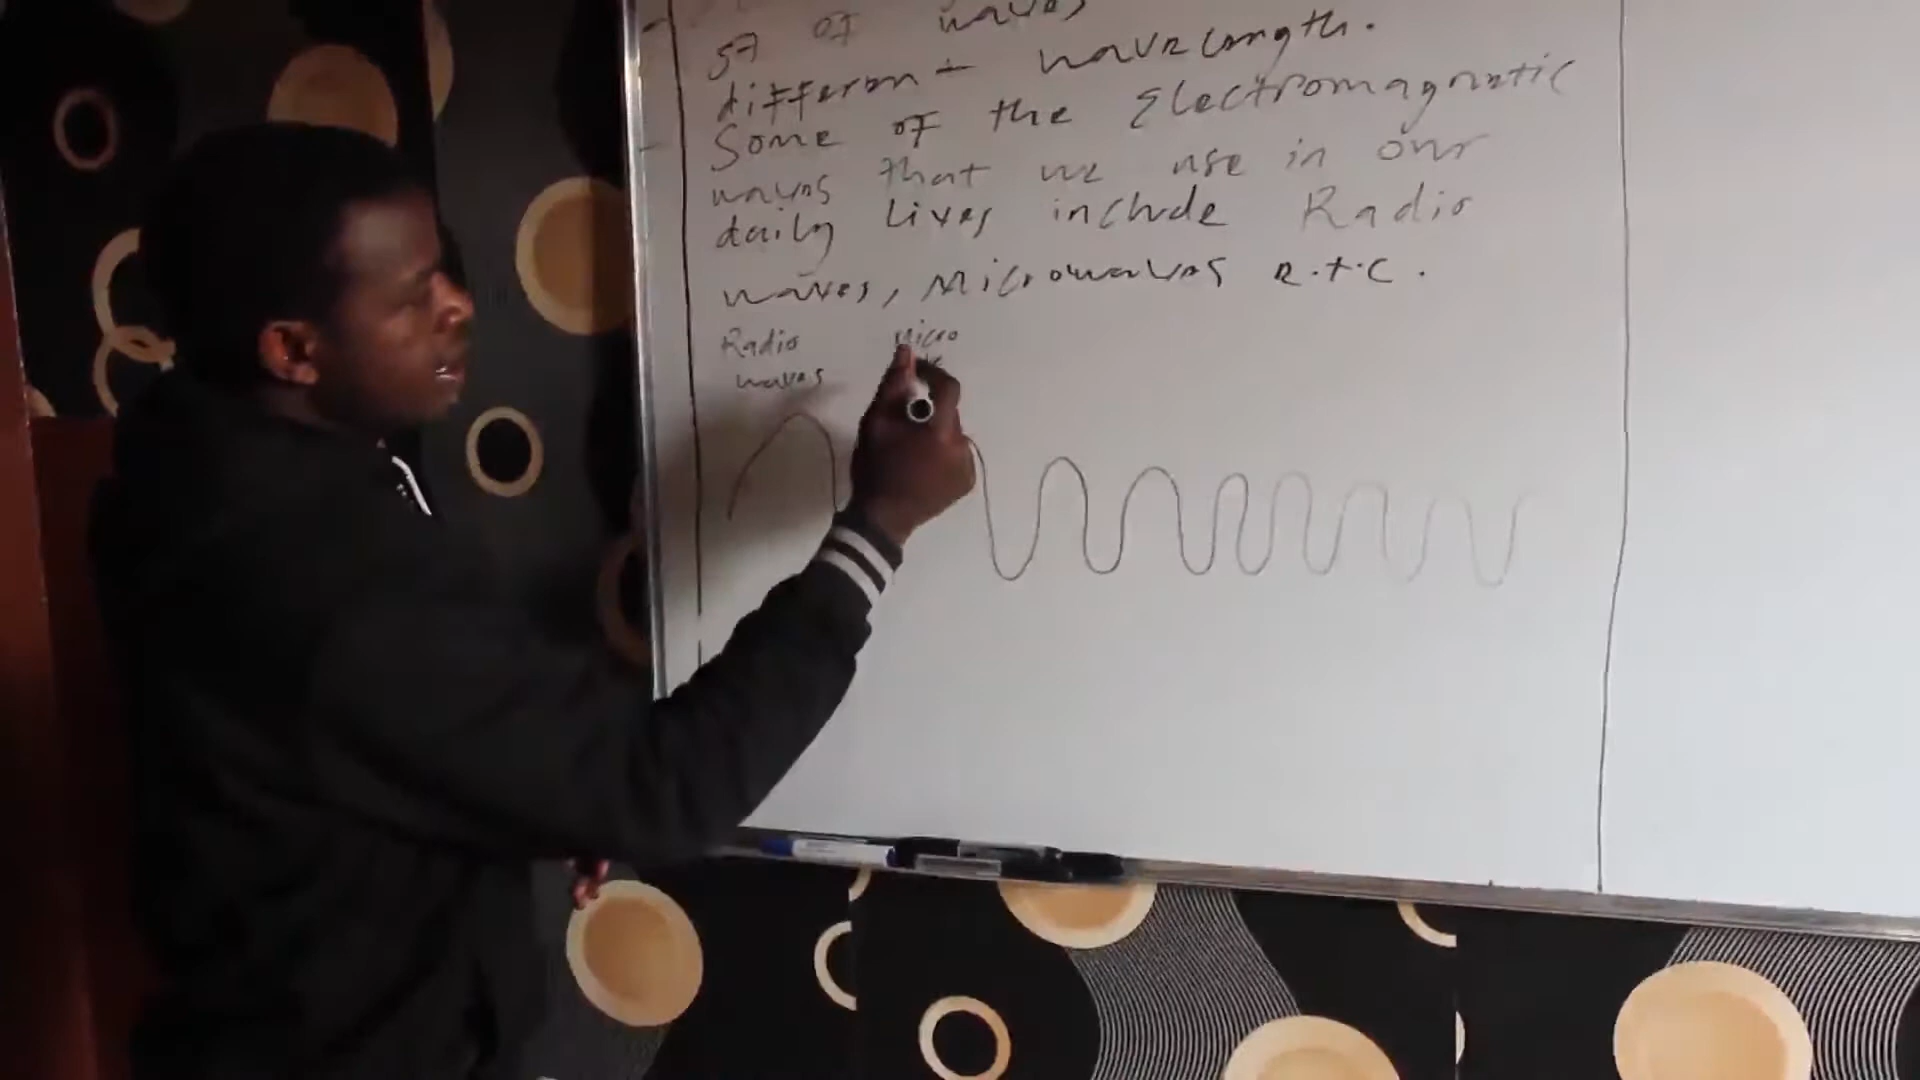 of waves
different wavelength.
Some of the Electromagnetic
waves that we use in our
daily lives include Radio
waves, Microwaves e.t.c.
Radio Micro
waves